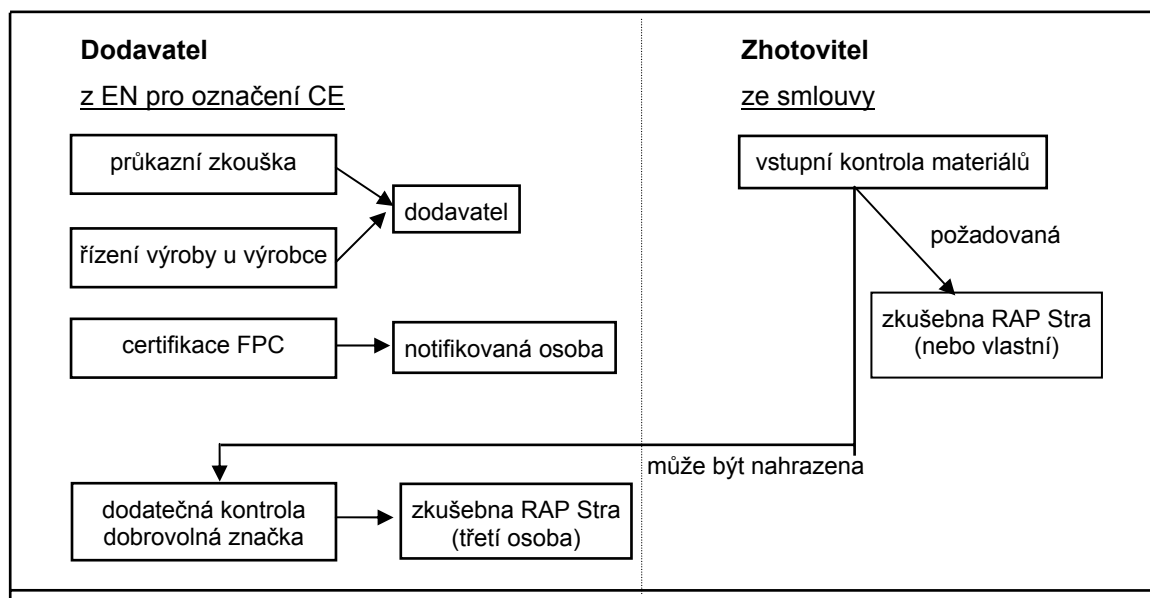 Dodavatel
z EN pro označení CE
průkazní zkouška
dodavatel
řízení výroby u výrobce
certifikace FPC
notifikovaná osoba
dodatečná kontrola
dobrovolná značka
zkušebna RAP Stra
(třetí osoba)
Zhotovitel
ze smlouvy
vstupní kontrola materiálů
požadovaná
zkušebna RAP Stra
(nebo vlastní)
může být nahrazena